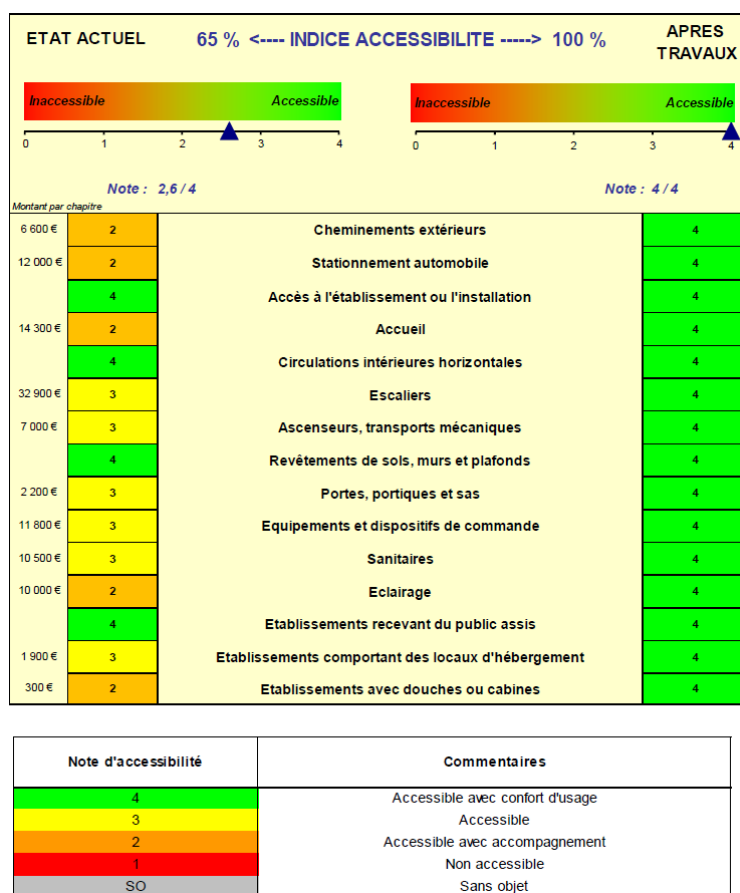 ETAT ACTUEL 65 % <---- INDICE ACCESSIBILITE -----> 100 % APRES TRAVAUX
Inaccessible Accessible Inaccessible Accessible
0 1 2 3 4 0 1 2 3 4
Note : 2,6 / 4 Note : 4 / 4
Montant par chapitre
6 600 € 2 Cheminements extérieurs 4
12 000 € 2 Stationnement automobile 4
4 Accès à l'établissement ou l'installation 4
14 300 € 2 Accueil 4
4 Circulations intérieures horizontales 4
32 900 € 3 Escaliers 4
7 000 € 3 Ascenseurs, transports mécaniques 4
4 Revêtements de sols, murs et plafonds 4
2 200 € 3 Portes, portiques et sas 4
11 800 € 3 Equipements et dispositifs de commande 4
10 500 € 3 Sanitaires 4
10 000 € 2 Eclairage 4
4 Etablissements recevant du public assis 4
1 900 € 3 Etablissements comportant des locaux d'hébergement 4
300 € 2 Etablissements avec douches ou cabines 4
Note d'accessibilité Commentaires
4 Accessible avec confort d'usage
3 Accessible
2 Accessible avec accompagnement
1 Non accessible
SO Sans objet